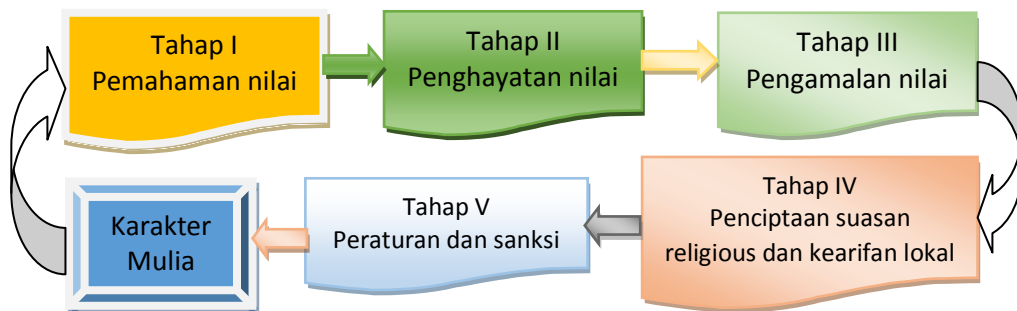 Tahap I
Pemahaman nilai
Tahap II
Penghayatan nilai
Tahap III
Pengamalan nilai
Tahap IV
Penciptaan suasan
religious dan kearifan lokal
Tahap V
Peraturan dan sanksi
Karakter
Mulia